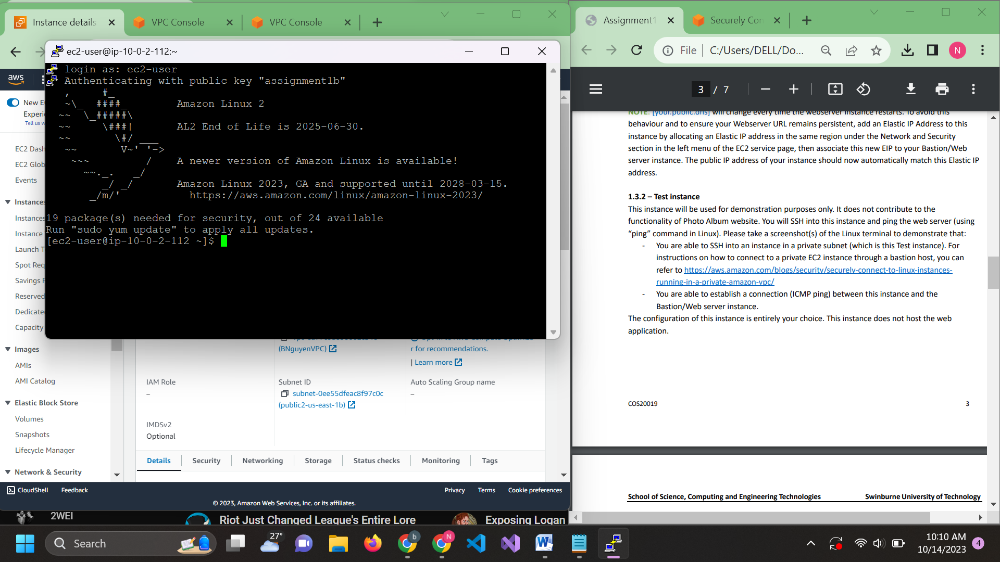 Instance details
VPC Console
VPC Console
ec2-user@ip-10-0-2-112:~
login as: ec2-user
Authenticating with public key "assignment1b"
Amazon Linux 2
AL2 End of Life is 2025-06-30.
A newer version of Amazon Linux is available!
Amazon Linux 2023, GA and supported until 2028-03-15.
https://aws.amazon.com/linux/amazon-linux-2023/
19 package(s) needed for security, out of 24 available
Run "sudo yum update" to apply all updates.
[ec2-user@ip-10-0-2-112 ~]$
aws
New E
Experi
Tell us w
EC2 Dash
EC2 Glob
Events
Instances
Instances
Instance
Launch T
Spot Req
Savings P
Reserved
Dedicate
Capacity
Images
AMIs
AMI Catalog
Elastic Block Store
Volumes
Snapshots
Lifecycle Manager
Network & Security
(BNguyenVPC)
Opt-in to AWS Compute Optimize
r for recommendations.
| Learn more
IAM Role
–
Subnet ID
subnet-0ee55dfeac8f97c0c
(public2-us-east-1b)
Auto Scaling Group name
–
IMDSv2
Optional
Details
Security
Networking
Storage
Status checks
Monitoring
Tags
CloudShell
Feedback
Privacy
Terms
Cookie preferences
© 2023, Amazon Web Services, Inc. or its affiliates.
2WEI
Riot Just Changed League's Entire Lore
Exposing Logan
Assignment1
Securely Con
File
C:/Users/DELL/Do...
N
3 / 7
NOTE: [your.public.dns] will change every time the webserver instance restarts. To avoid this
behaviour and to ensure your Webserver URL remains persistent, add an Elastic IP Address to this
instance by allocating an Elastic IP address in the same region under the Network and Security
section in the left menu of the EC2 service page, then associate this new EIP to your Bastion/Web
server instance. The public IP address of your instance should now automatically match this Elastic IP
address.
1.3.2 – Test instance
This instance will be used for demonstration purposes only. It does not contribute to the
functionality of Photo Album website. You will SSH into this instance and ping the web server (using
“ping” command in Linux). Please take a screenshot(s) of the Linux terminal to demonstrate that:
- You are able to SSH into an instance in a private subnet (which is this Test instance). For
instructions on how to connect to a private EC2 instance through a bastion host, you can
refer to https://aws.amazon.com/blogs/security/securely-connect-to-linux-instances-
running-in-a-private-amazon-vpc/
- You are able to establish a connection (ICMP ping) between this instance and the
Bastion/Web server instance.
The configuration of this instance is entirely your choice. This instance does not host the web
application.
COS20019
3
School of Science, Computing and Engineering Technologies
Swinburne University of Technology
Search
27°
b
N
10:10 AM
10/14/2023
4